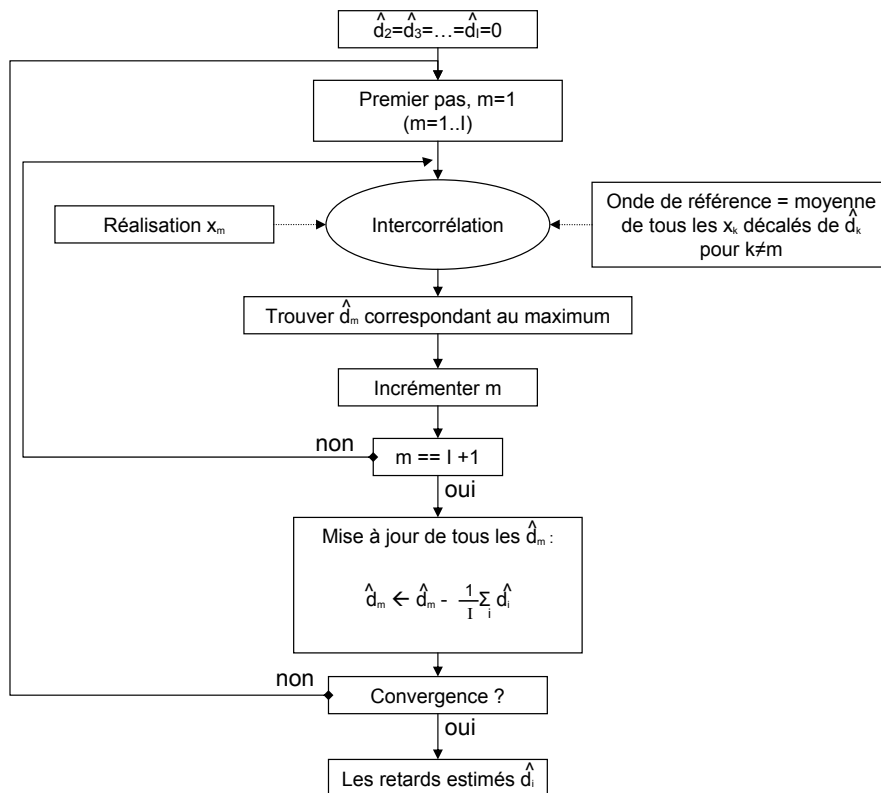 d̂₂=d̂₃=…=d̂ₗ=0
Premier pas, m=1
(m=1..I)
Réalisation xₘ
Intercorrélation
Onde de référence = moyenne
de tous les xₖ décalés de d̂ₖ
pour k≠m
Trouver d̂ₘ correspondant au maximum
Incrémenter m
non
m == I +1
oui
Mise à jour de tous les d̂ₘ :
d̂ₘ ← d̂ₘ - 1/I Σᵢ d̂ᵢ
non
Convergence ?
oui
Les retards estimés d̂ᵢ